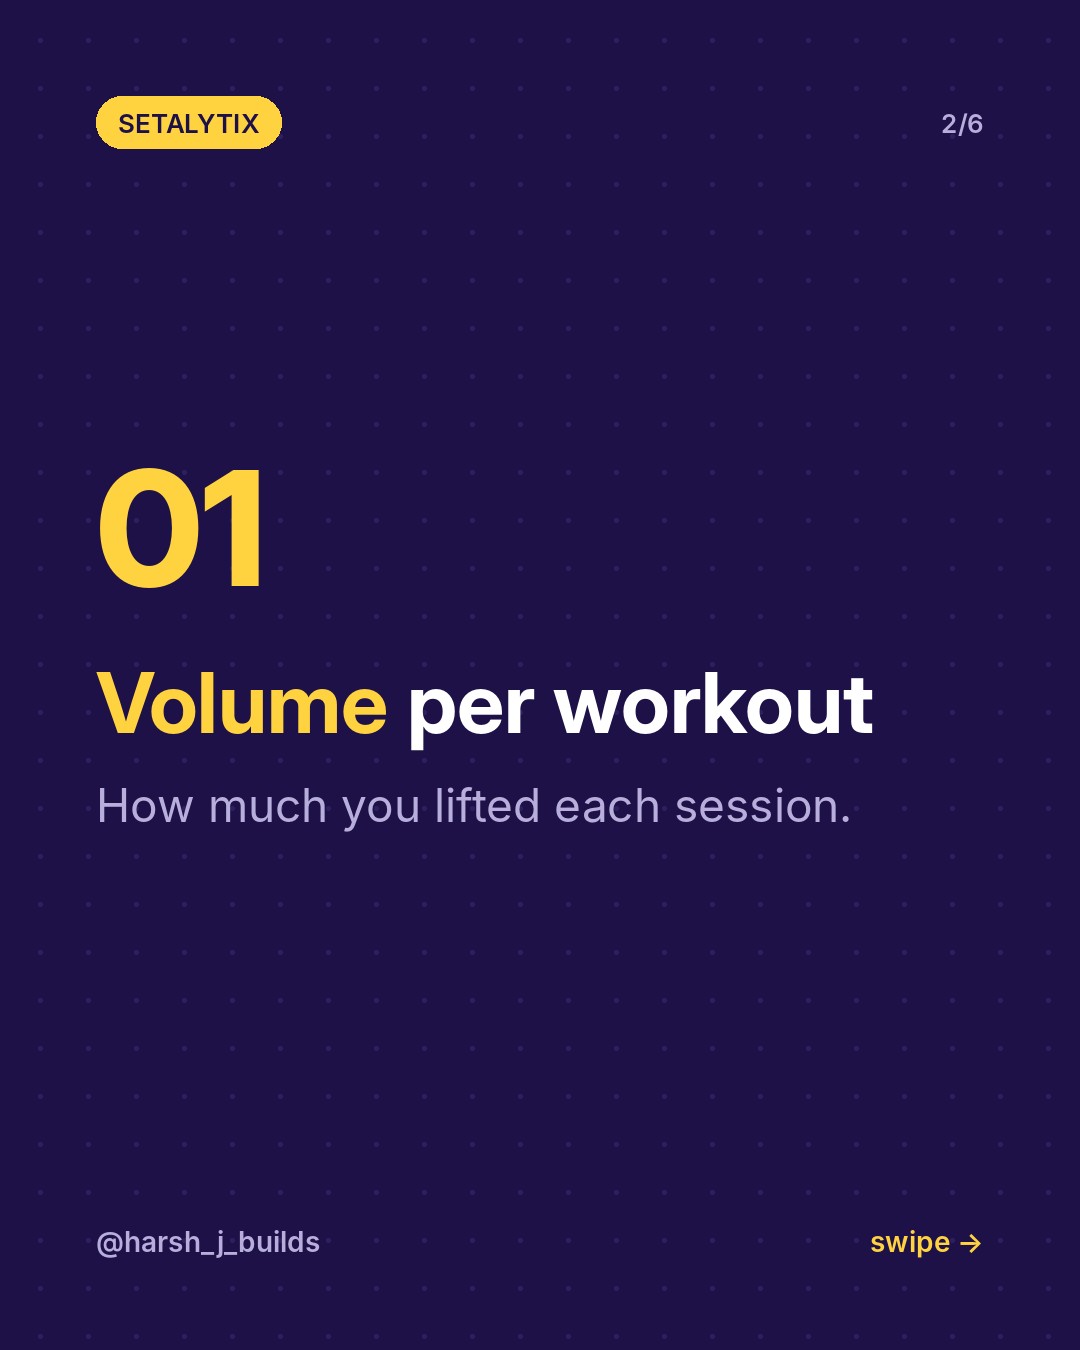 SETALYTIX
2/6
01
Volume per workout
How much you lifted each session.
@harsh_j_builds
swipe →